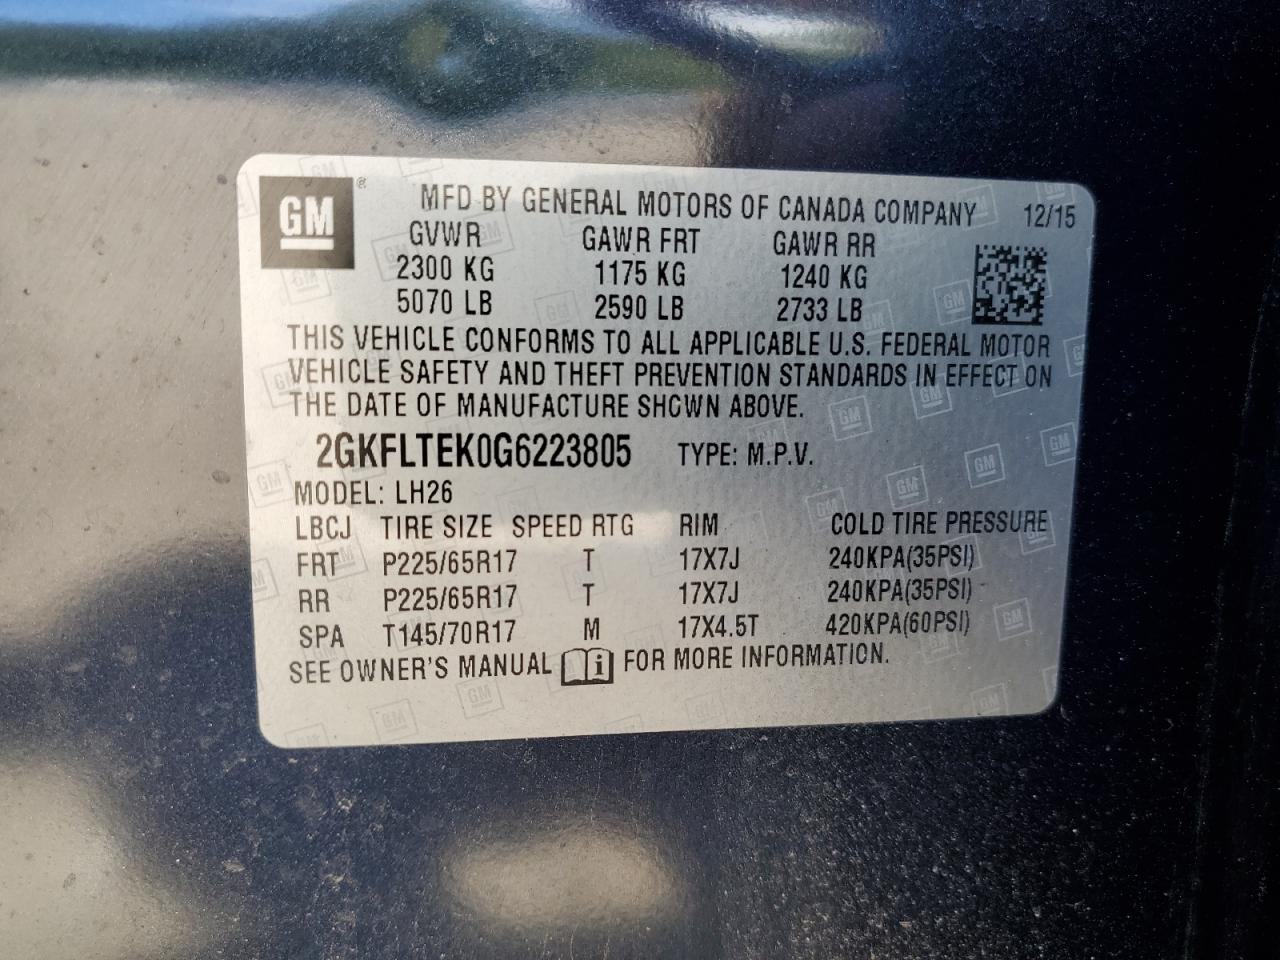 GM ®
MFD BY GENERAL MOTORS OF CANADA COMPANY 12/15
GVWR GAWR FRT GAWR RR
2300 KG 1175 KG 1240 KG
5070 LB 2590 LB 2733 LB
THIS VEHICLE CONFORMS TO ALL APPLICABLE U.S. FEDERAL MOTOR
VEHICLE SAFETY AND THEFT PREVENTION STANDARDS IN EFFECT ON
THE DATE OF MANUFACTURE SHOWN ABOVE.
2GKFLTEK0G6223805 TYPE: M.P.V.
MODEL: LH26
LBCJ TIRE SIZE SPEED RTG RIM COLD TIRE PRESSURE
FRT P225/65R17 T 17X7J 240KPA(35PSI)
RR P225/65R17 T 17X7J 240KPA(35PSI)
SPA T145/70R17 M 17X4.5T 420KPA(60PSI)
SEE OWNER'S MANUAL i FOR MORE INFORMATION.